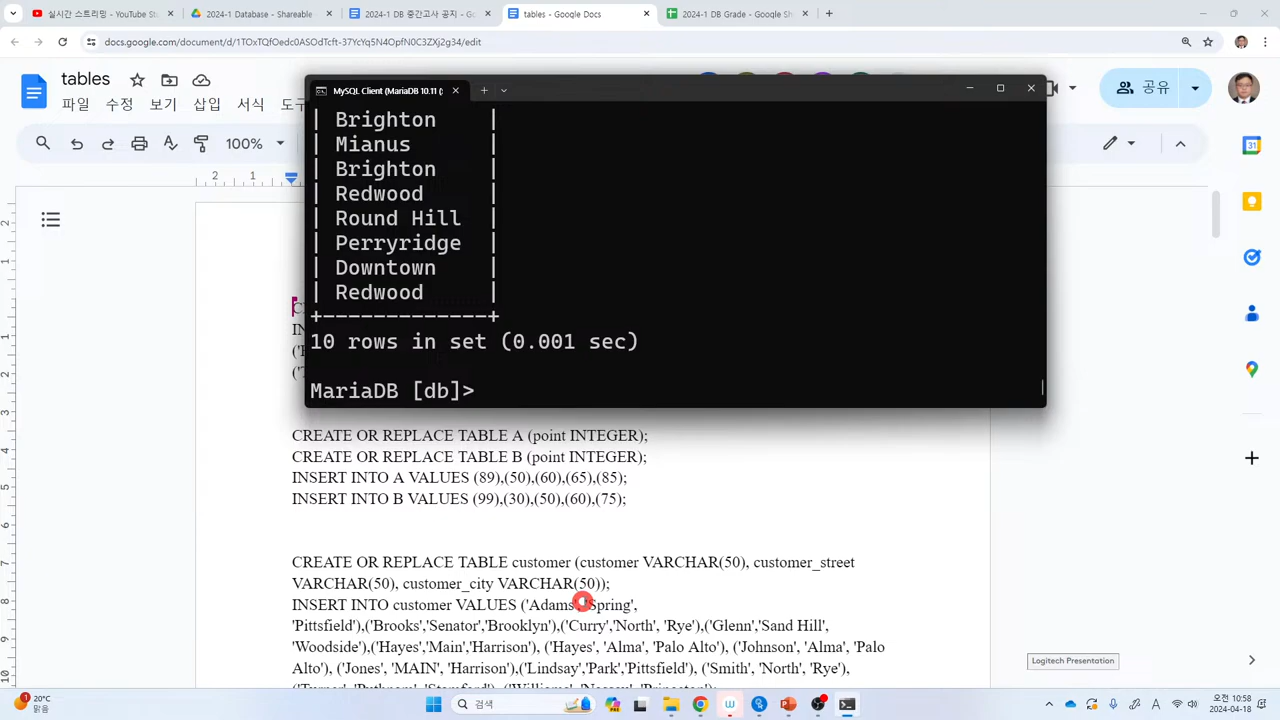 실시간 스트리밍 - YouTub
2024-1 Database - Shareable
2024-1 DB 중간고사 공지
tables - Google Docs
2024-1 DB Grade - Google Sh
docs.google.com/document/d/1TOxTQfOedc0ASOdTcft-37YcYq5N4OpfN0C3ZXj2g34/edit
tables
파일 수정 보기 삽입 서식 도구
공유
100%
2 1
MySQL Client (MariaDB 10.11 (
| Brighton |
| Mianus |
| Brighton |
| Redwood |
| Round Hill |
| Perryridge |
| Downtown |
| Redwood |
+-------------+
10 rows in set (0.001 sec)
MariaDB [db]>
CREATE OR REPLACE TABLE A (point INTEGER);
CREATE OR REPLACE TABLE B (point INTEGER);
INSERT INTO A VALUES (89),(50),(60),(65),(85);
INSERT INTO B VALUES (99),(30),(50),(60),(75);
CREATE OR REPLACE TABLE customer (customer VARCHAR(50), customer_street
VARCHAR(50), customer_city VARCHAR(50));
INSERT INTO customer VALUES ('Adams','Spring',
'Pittsfield'),('Brooks','Senator','Brooklyn'),('Curry','North', 'Rye'),('Glenn','Sand Hill',
'Woodside'),('Hayes','Main','Harrison'), ('Hayes', 'Alma', 'Palo Alto'), ('Johnson', 'Alma', 'Palo
Alto'), ('Jones', 'MAIN', 'Harrison'),('Lindsay','Park','Pittsfield'), ('Smith', 'North', 'Rye'),
Logitech Presentation
20°C
맑음
검색
A
오전 10:58
2024-04-18